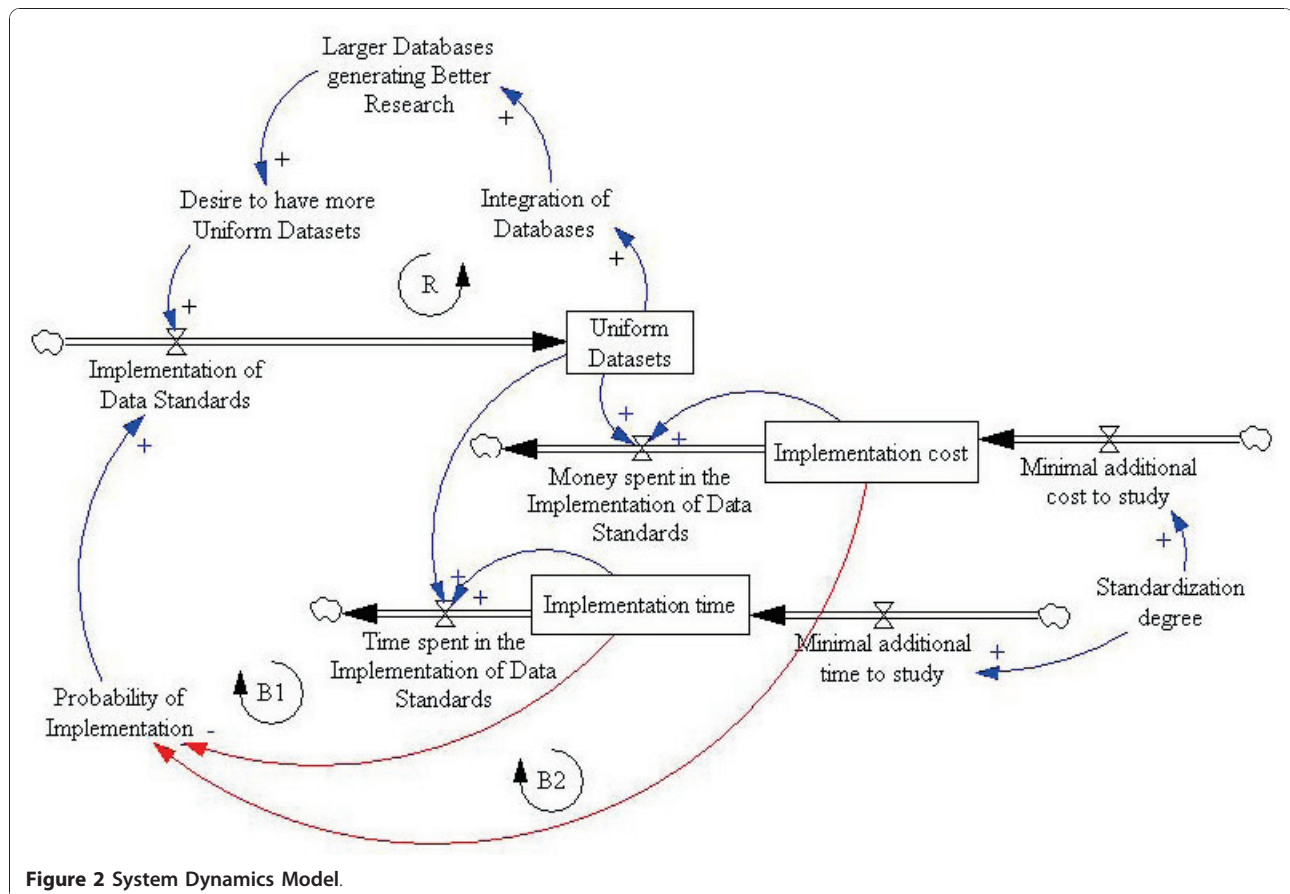 Larger Databases
generating Better
Research
+
+
Desire to have more
Uniform Datasets
Integration of
Databases
+
R
+
Uniform
Datasets
Implementation of
Data Standards
+
+
+
Implementation cost
Money spent in the
Implementation of Data
Standards
Minimal additional
cost to study
+
Standardization
degree
+
+
Implementation time
Time spent in the
Implementation of Data
Standards
Minimal additional
time to study
+
B1
Probability of
Implementation
-
B2
Figure 2 System Dynamics Model.